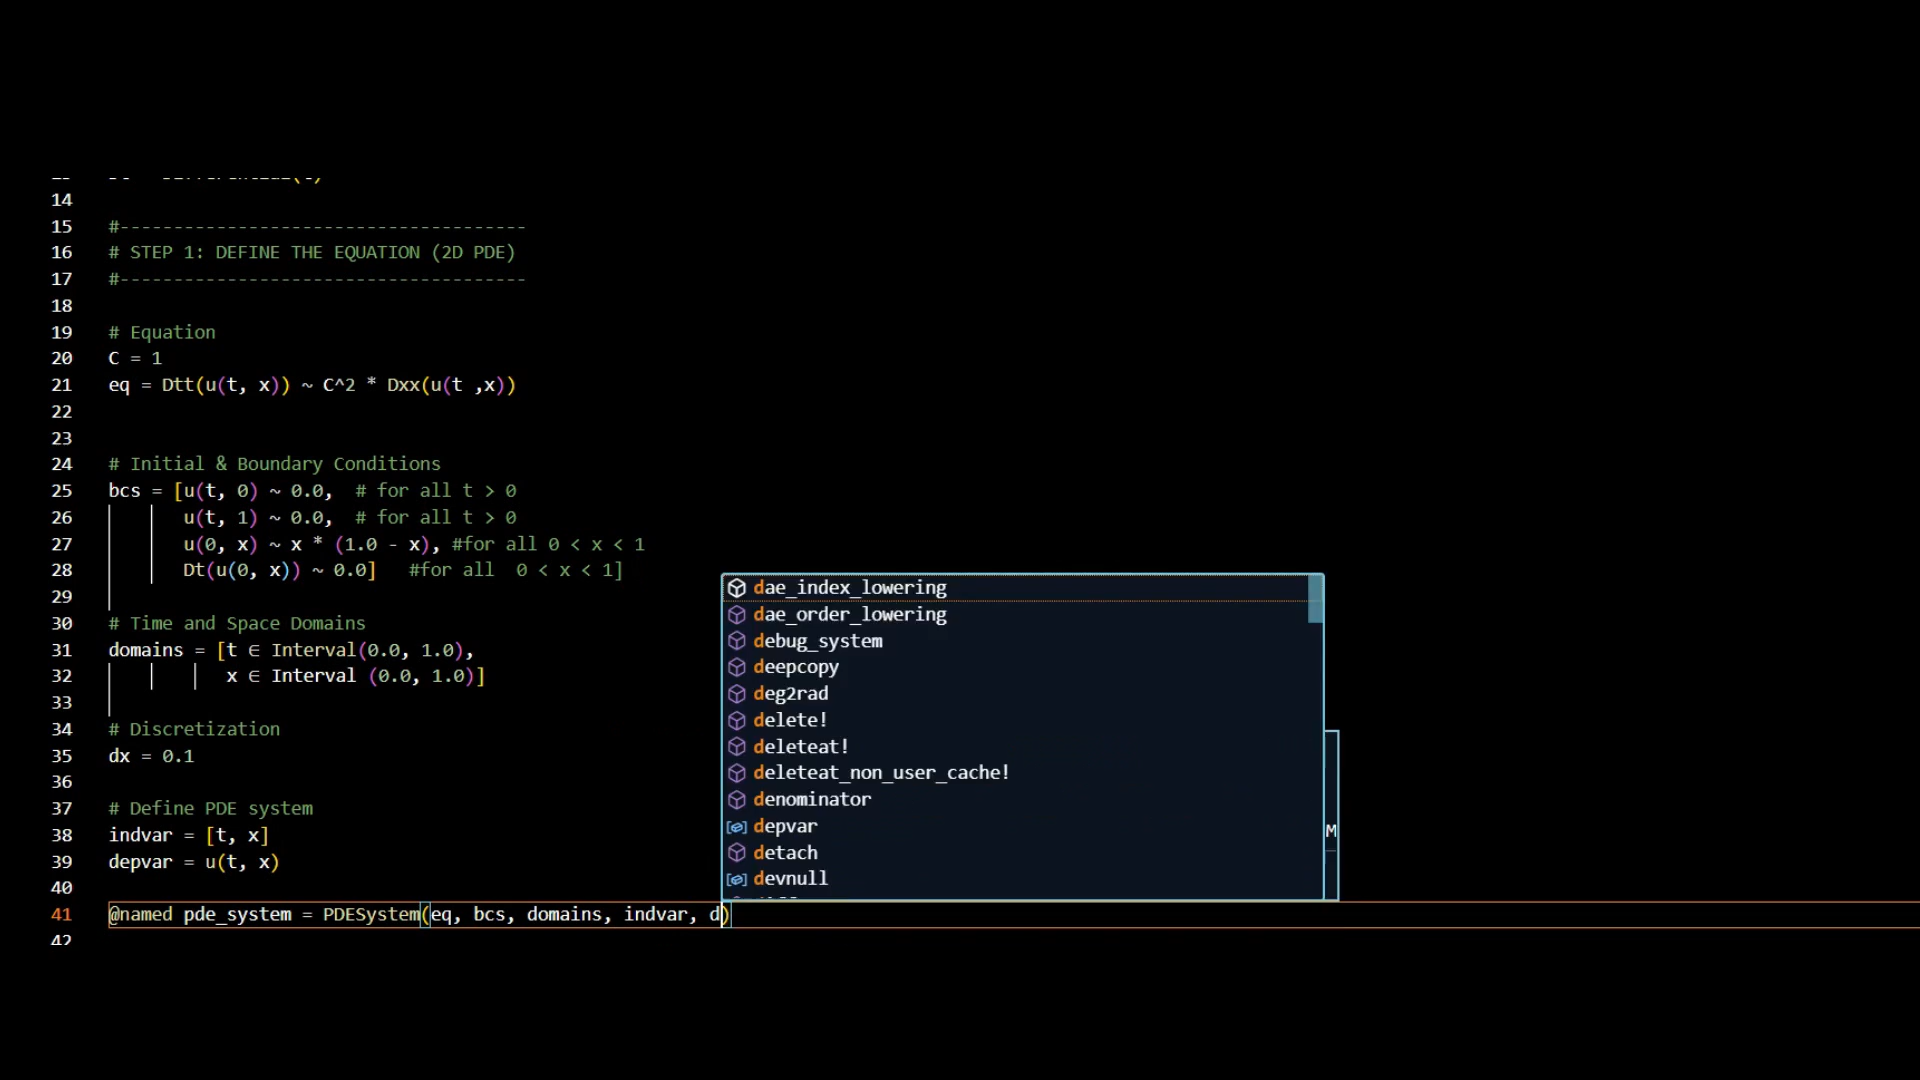 14
15 #--------------------------------------
16 # STEP 1: DEFINE THE EQUATION (2D PDE)
17 #--------------------------------------
18
19 # Equation
20 C = 1
21 eq = Dtt(u(t, x)) ~ C^2 * Dxx(u(t ,x))
22
23
24 # Initial & Boundary Conditions
25 bcs = [u(t, 0) ~ 0.0,  # for all t > 0
26 u(t, 1) ~ 0.0,  # for all t > 0
27 u(0, x) ~ x * (1.0 - x), #for all 0 < x < 1
28 Dt(u(0, x)) ~ 0.0]   #for all  0 < x < 1]
29
30 # Time and Space Domains
31 domains = [t ∈ Interval(0.0, 1.0),
32 x ∈ Interval (0.0, 1.0)]
33
34 # Discretization
35 dx = 0.1
36
37 # Define PDE system
38 indvar = [t, x]
39 depvar = u(t, x)
40
41 @named pde_system = PDESystem(eq, bcs, domains, indvar, d)
42
dae_index_lowering
dae_order_lowering
debug_system
deepcopy
deg2rad
delete!
deleteat!
deleteat_non_user_cache!
denominator
depvar
detach
devnull
M